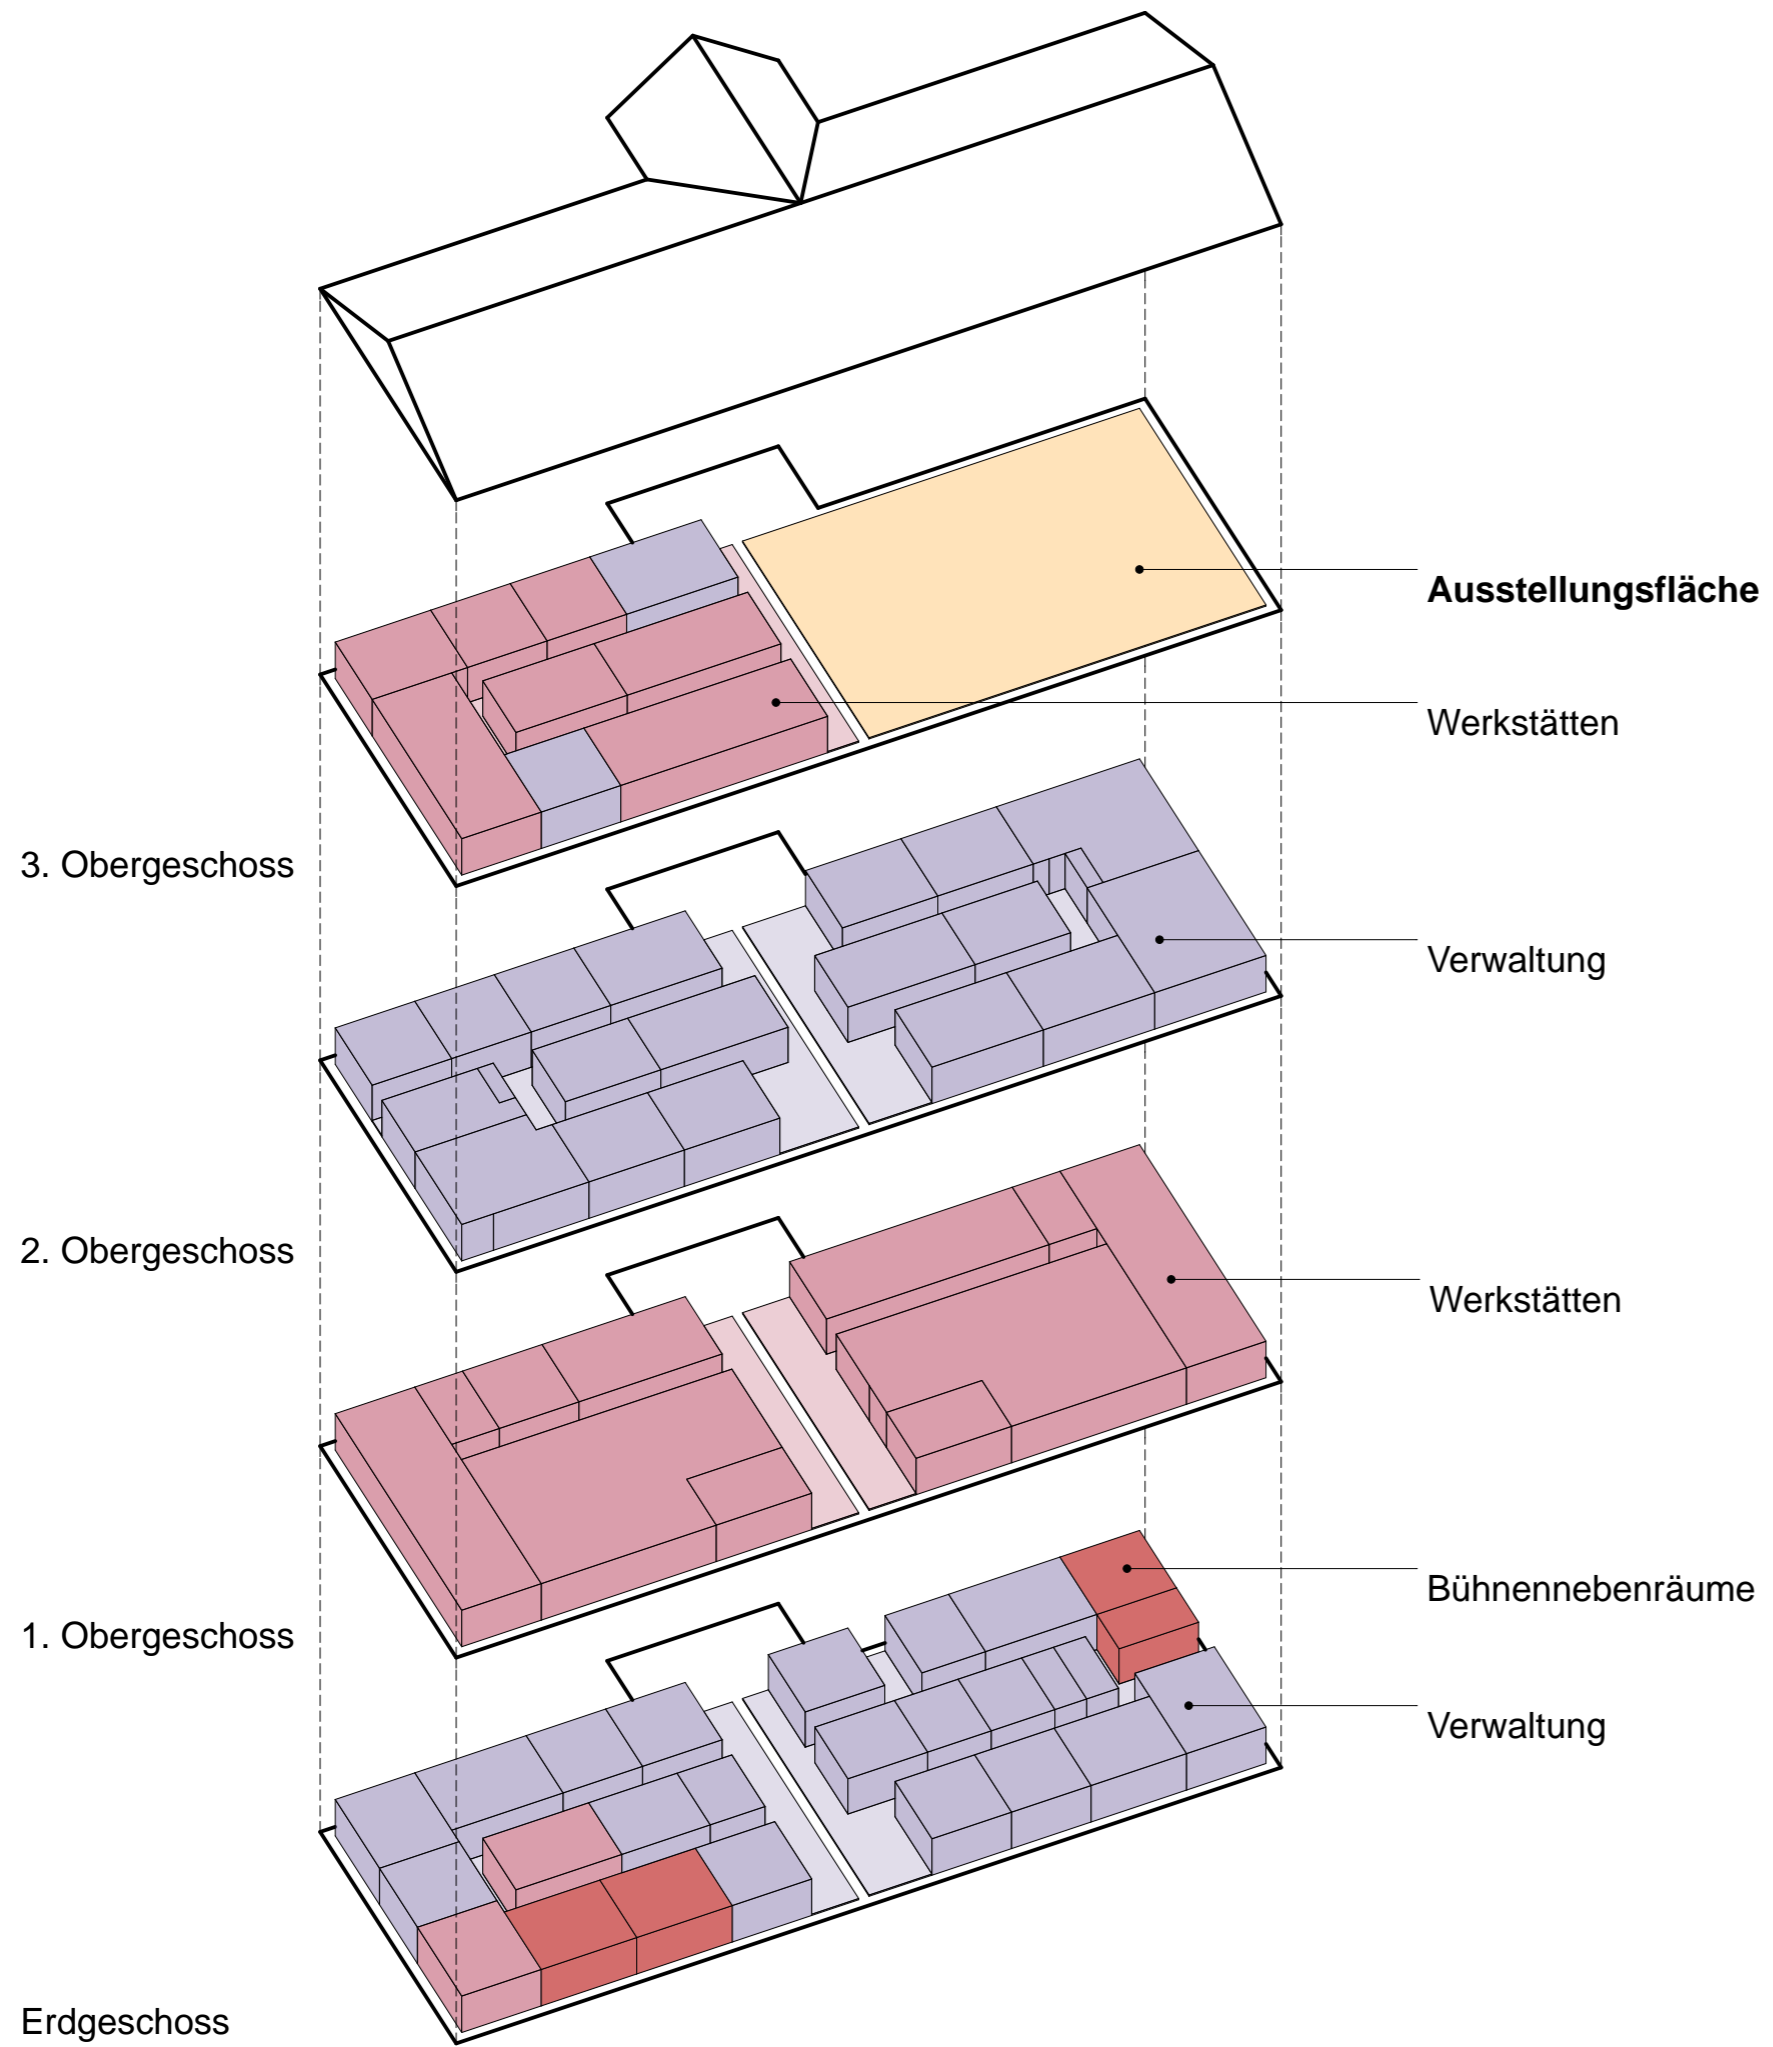 Ausstellungsfläche
Werkstätten
3. Obergeschoss
Verwaltung
2. Obergeschoss
Werkstätten
Bühnennebenräume
1. Obergeschoss
Verwaltung
Erdgeschoss